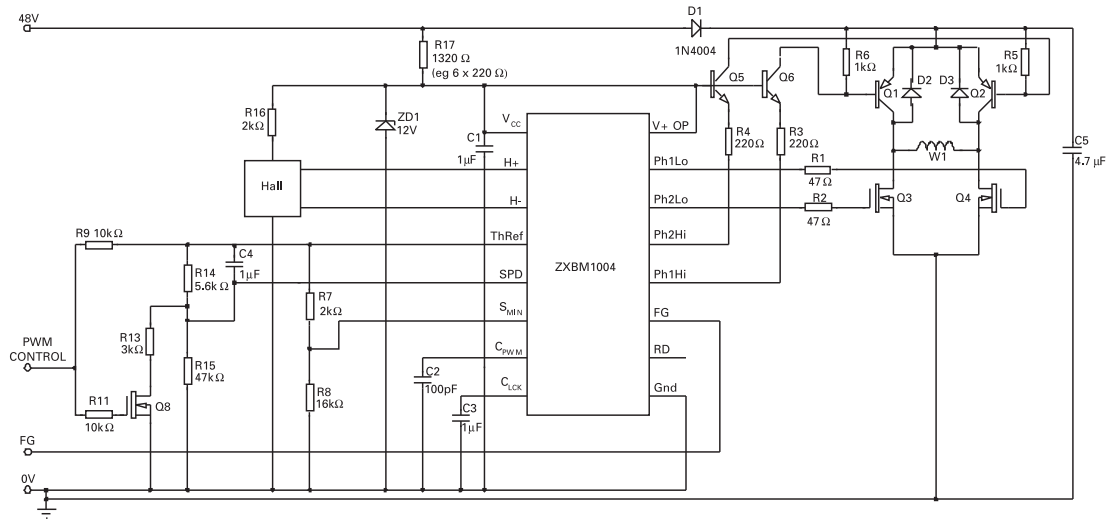 48V
D1
1N4004
R17
1320 Ω
(eg 6 x 220 Ω)
R6
1kΩ
R5
1kΩ
Q5
Q6
Q1
D2
D3
Q2
R16
2kΩ
ZD1
12V
C1
1μF
VCC
V+ OP
R4
220Ω
R3
220Ω
C5
4.7 μF
W1
Hall
H+
Ph1Lo
R1
47Ω
H-
Ph2Lo
R2
47Ω
Q3
Q4
R9 10kΩ
ThRef
Ph2Hi
C4
1μF
R14
5.6kΩ
SPD
ZXBM1004
Ph1Hi
R7
2kΩ
SMIN
FG
R13
3kΩ
PWM
CONTROL
R15
47kΩ
CPWM
RD
C2
100pF
R8
16kΩ
CLCK
Gnd
R11
10kΩ
Q8
C3
1μF
FG
0V